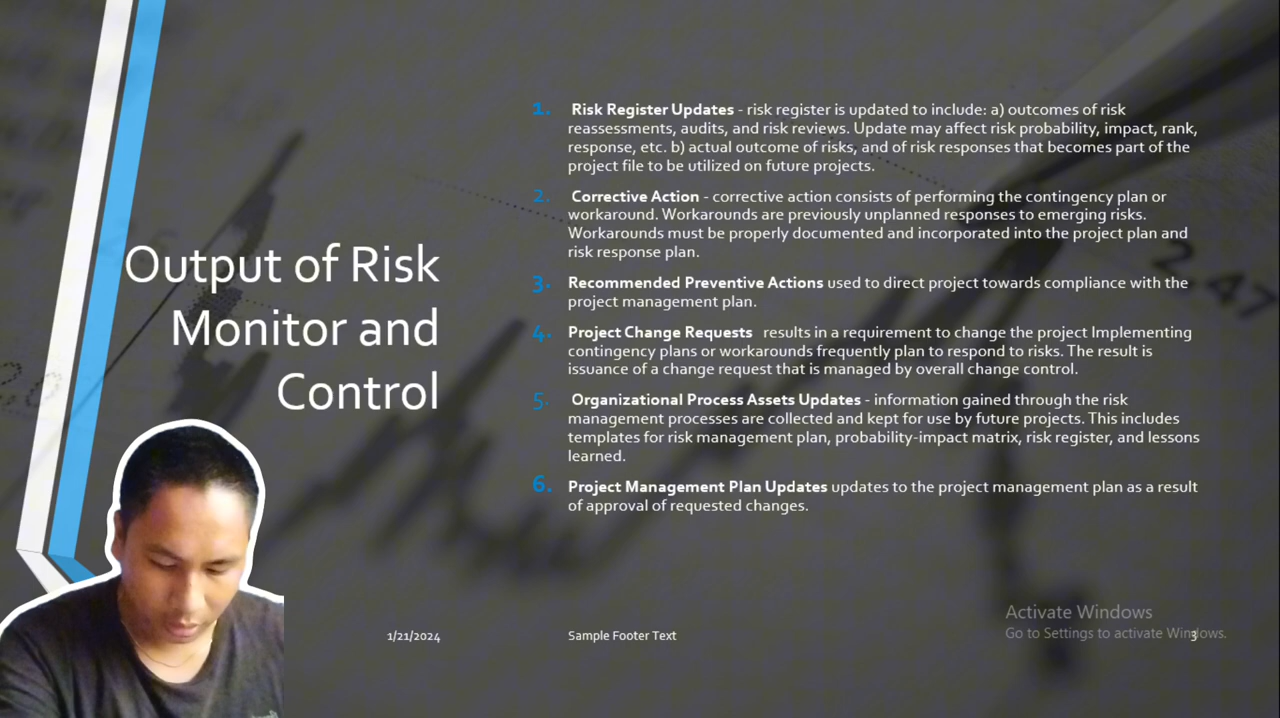 Output of Risk
Monitor and
Control
1. Risk Register Updates - risk register is updated to include: a) outcomes of risk
reassessments, audits, and risk reviews. Update may affect risk probability, impact, rank,
response, etc. b) actual outcome of risks, and of risk responses that becomes part of the
project file to be utilized on future projects.
2. Corrective Action - corrective action consists of performing the contingency plan or
workaround. Workarounds are previously unplanned responses to emerging risks.
Workarounds must be properly documented and incorporated into the project plan and
risk response plan.
3. Recommended Preventive Actions used to direct project towards compliance with the
project management plan.
4. Project Change Requests results in a requirement to change the project Implementing
contingency plans or workarounds frequently plan to respond to risks. The result is
issuance of a change request that is managed by overall change control.
5. Organizational Process Assets Updates - information gained through the risk
management processes are collected and kept for use by future projects. This includes
templates for risk management plan, probability-impact matrix, risk register, and lessons
learned.
6. Project Management Plan Updates updates to the project management plan as a result
of approval of requested changes.
2.47
Activate Windows
Go to Settings to activate Windows.
1/21/2024
Sample Footer Text
3